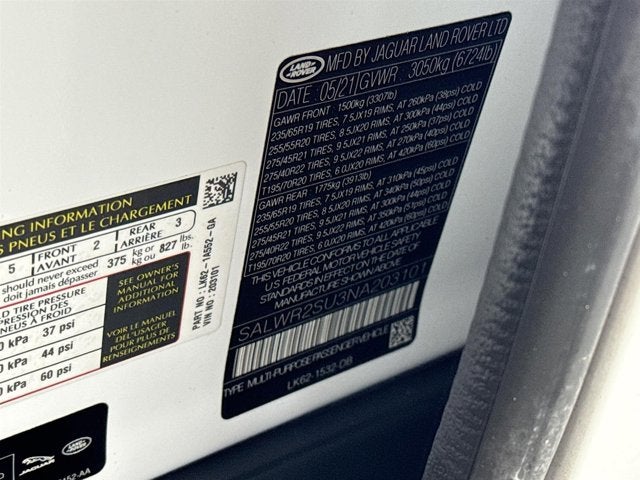 LAND ROVER
MFD BY JAGUAR LAND ROVER LTD
DATE : 05/21 GVWR : 3050kg (6724lb)
GAWR FRONT : 1500kg (3307lb)
235/65R19 TIRES, 7.5JX19 RIMS, AT 260kPa (38psi) COLD
255/55R20 TIRES, 8.5JX20 RIMS, AT 300kPa (44psi) COLD
275/45R21 TIRES, 9.5JX21 RIMS, AT 250kPa (37psi) COLD
275/40R22 TIRES, 9.5JX22 RIMS, AT 270kPa (40psi) COLD
T195/70R20 TIRES, 6.0JX20 RIMS, AT 420kPa (60psi) COLD
GAWR REAR : 1775kg (3913lb)
235/65R19 TIRES, 7.5JX19 RIMS, AT 310kPa (45psi) COLD
255/55R20 TIRES, 8.5JX20 RIMS, AT 340kPa (50psi) COLD
275/45R21 TIRES, 9.5JX21 RIMS, AT 300kPa (44psi) COLD
275/40R22 TIRES, 9.5JX22 RIMS, AT 350kPa (51psi) COLD
T195/70R20 TIRES, 6.0JX20 RIMS, AT 420kPa (60psi) COLD
THIS VEHICLE CONFORMS TO ALL APPLICABLE
U.S. FEDERAL MOTOR VEHICLE SAFETY
STANDARDS IN EFFECT ON THE DATE OF
MANUFACTURE SHOWN ABOVE.
SALWR2SU3NA203101
TYPE: MULTI-PURPOSE PASSENGER VEHICLE
LK62-1532-DB
ING INFORMATION
S PNEUS ET LE CHARGEMENT
5 FRONT 2 REAR 3
AVANT ARRIÈRE
should never exceed 375 kg or 827 lbs.
doit jamais dépasser kg ou lb.
PART NO : LK62-1A552-GA
VIN NO : 203101
TIRE PRESSURE
PRESSION DES
PNEUS À FROID
kPa 37 psi
kPa 44 psi
kPa 60 psi
SEE OWNER'S
MANUAL FOR
ADDITIONAL
INFORMATION
VOIR LE MANUEL
DE L'USAGER
POUR PLUS DE
RENSEIGNEMENTS
JAGUAR
LAND ROVER
152-AA